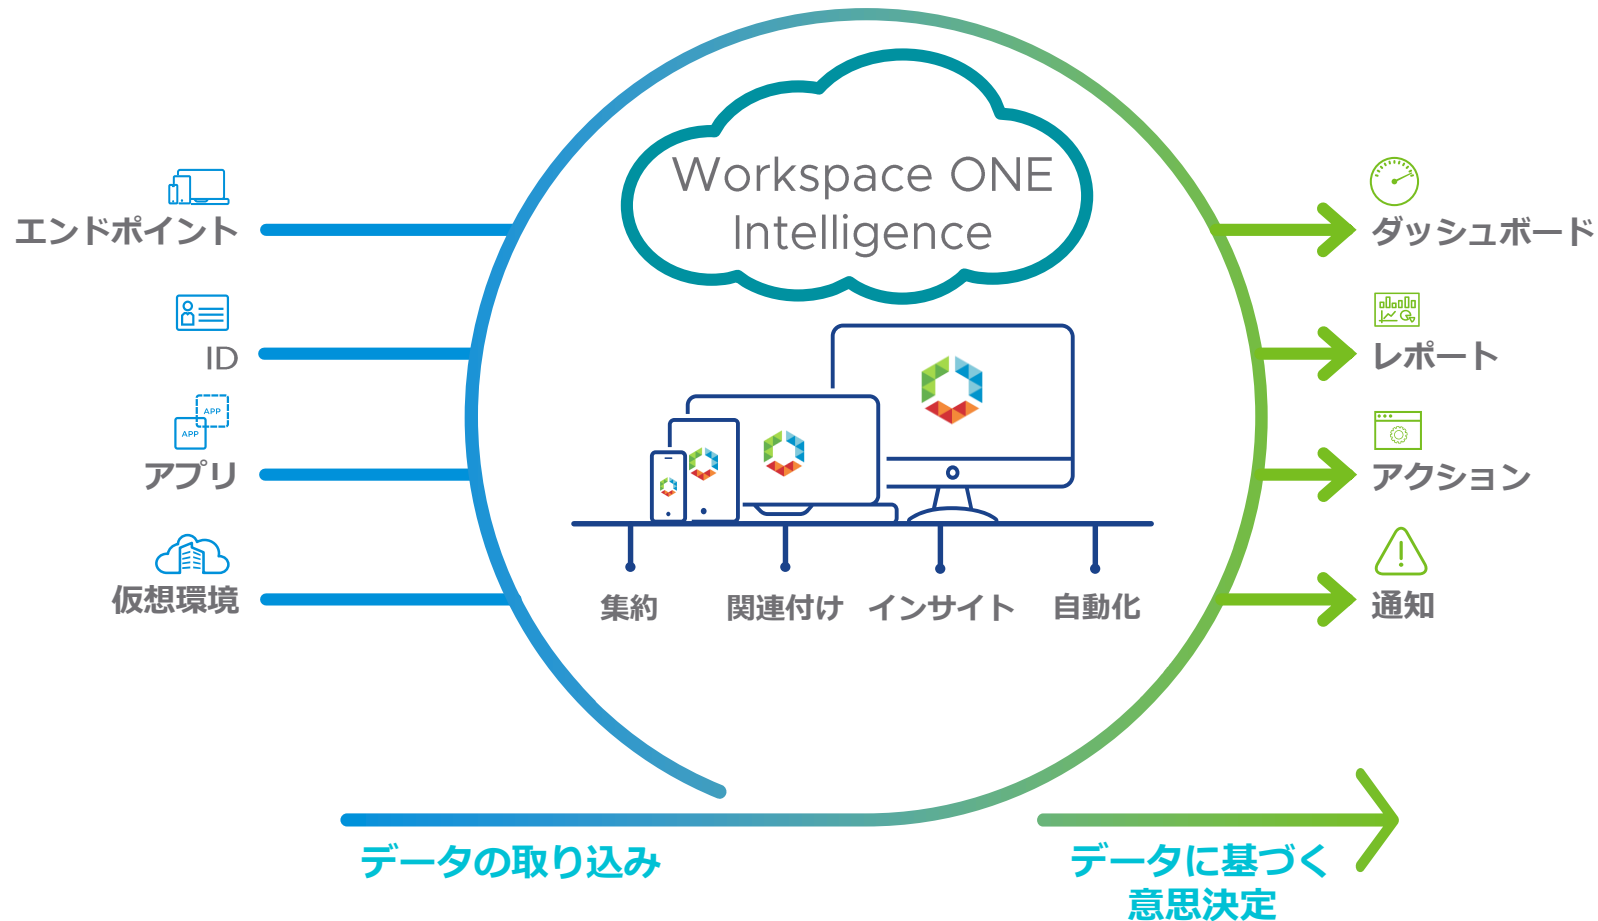 Workspace ONE
Intelligence
エンドポイント
ID
APP
APP
アプリ
仮想環境
集約
関連付け
インサイト
自動化
ダッシュボード
レポート
アクション
通知
データの取り込み
データに基づく
意思決定